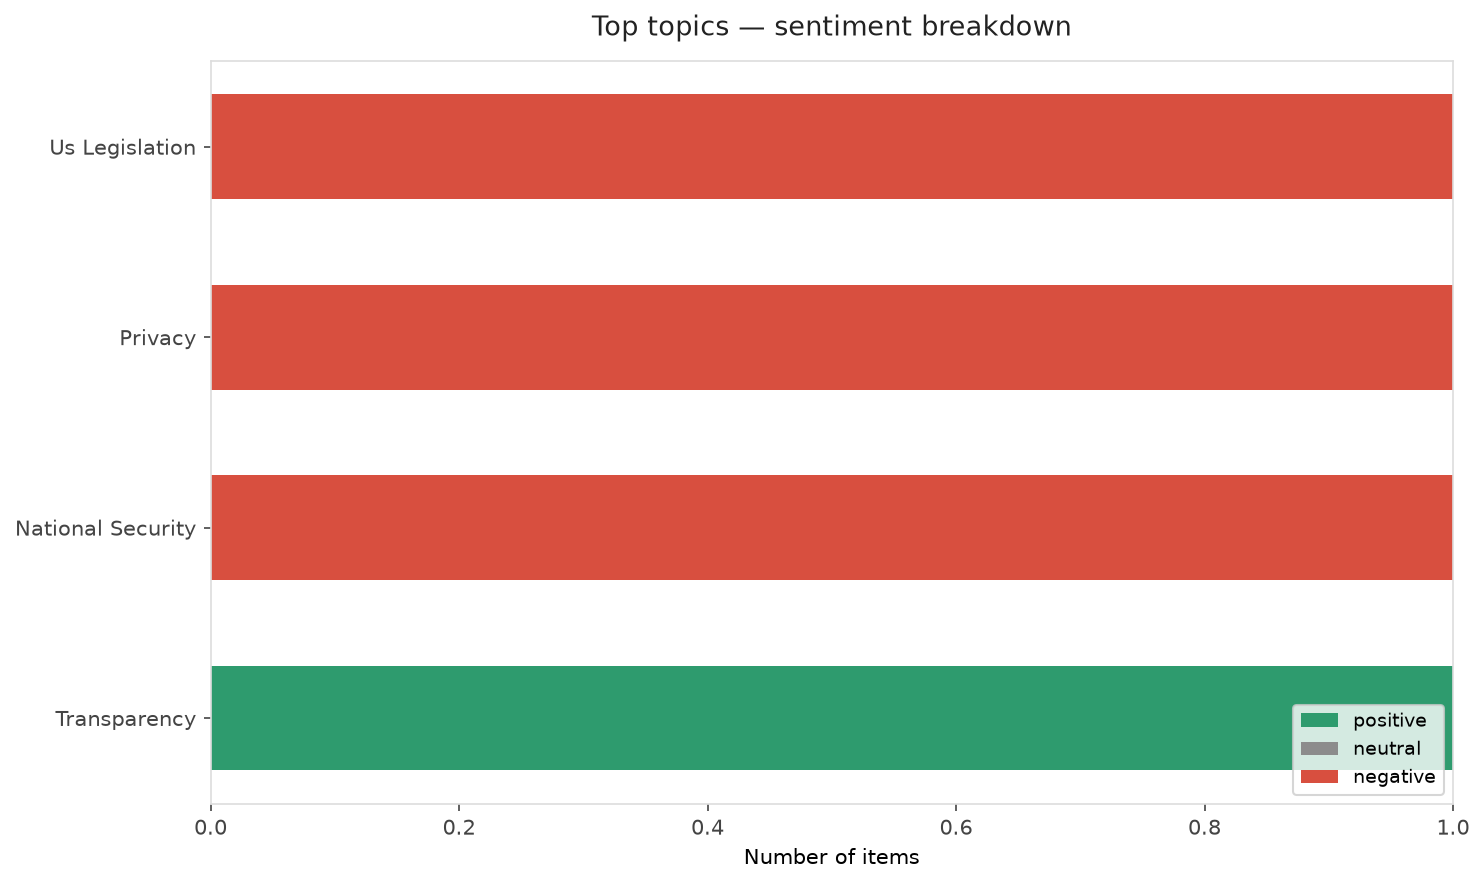 Top topics — sentiment breakdown
Us Legislation
Privacy
National Security
Transparency
positive
neutral
negative
0.0 0.2 0.4 0.6 0.8 1.0
Number of items